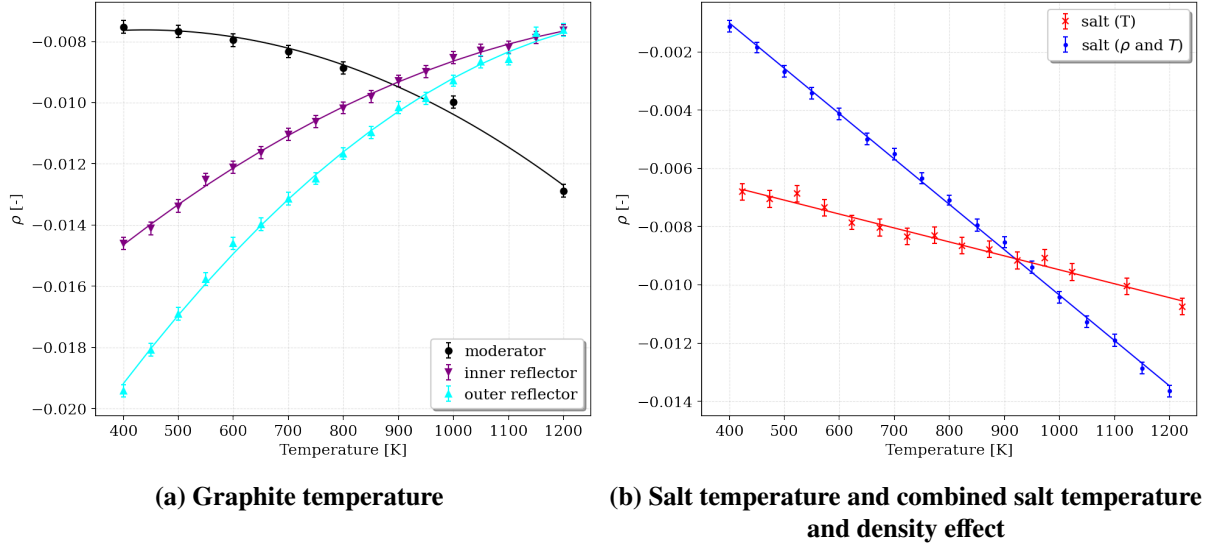 −0.008
−0.010
−0.012
−0.014
−0.016
−0.018
−0.020
ρ [-]
400 500 600 700 800 900 1000 1100 1200
Temperature [K]
moderator
inner reflector
outer reflector
(a) Graphite temperature
−0.002
−0.004
−0.006
−0.008
−0.010
−0.012
−0.014
ρ [-]
400 500 600 700 800 900 1000 1100 1200
Temperature [K]
salt (T)
salt (ρ and T)
(b) Salt temperature and combined salt temperature
and density effect